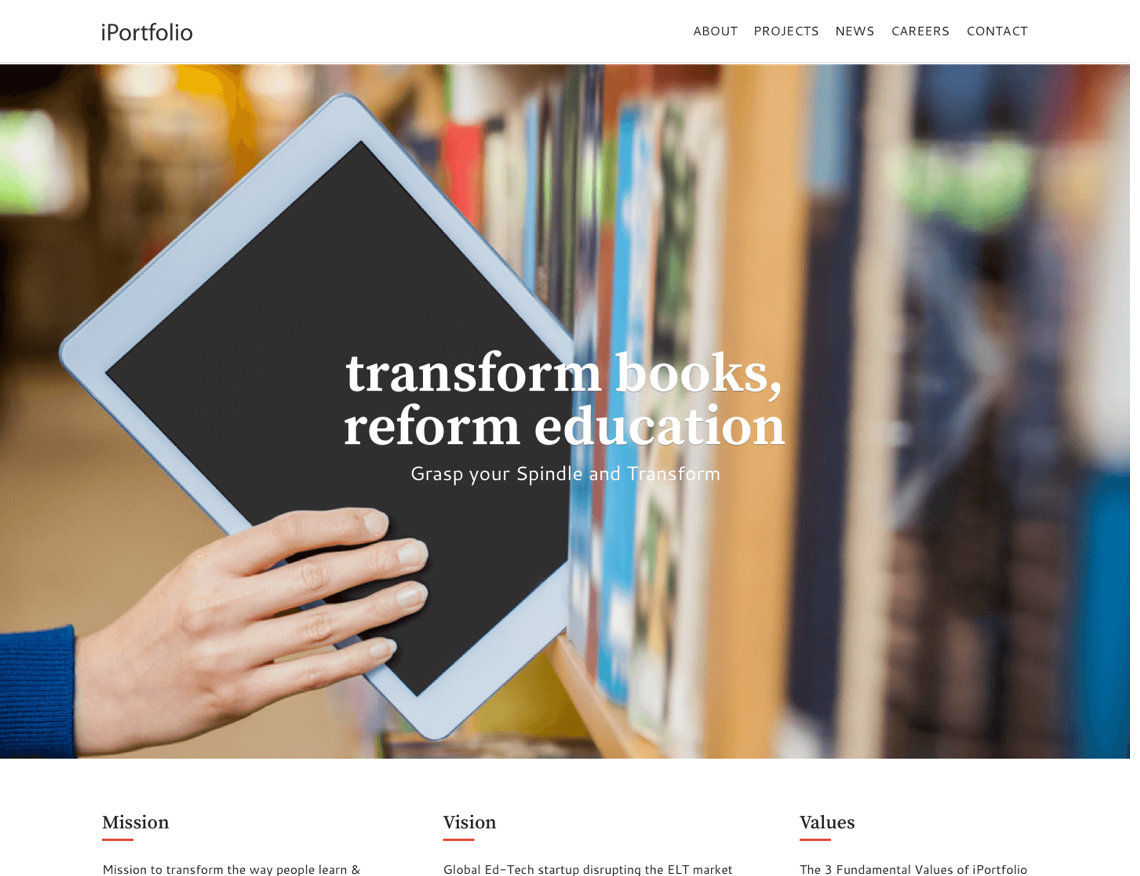 iPortfolio
ABOUT PROJECTS NEWS CAREERS CONTACT
transform books,
reform education
Grasp your Spindle and Transform
Mission
Mission to transform the way people learn &
Vision
Global Ed-Tech startup disrupting the ELT market
Values
The 3 Fundamental Values of iPortfolio